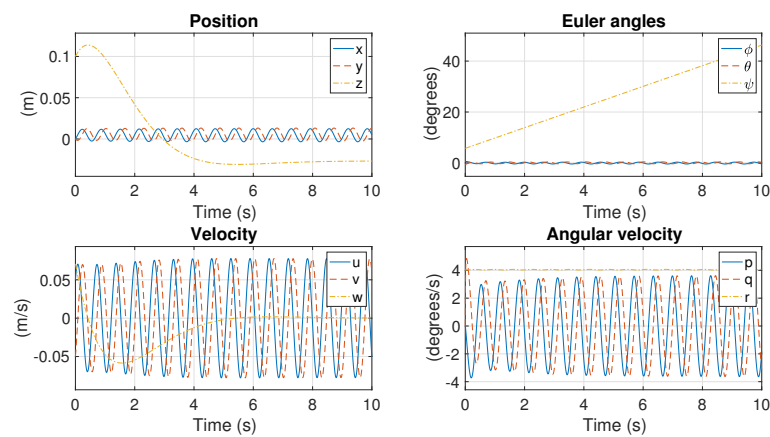 Position
0.1
0.05
0
(m)
0 2 4 6 8 10
Time (s)
x
y
z
Euler angles
40
20
0
(degrees)
0 2 4 6 8 10
Time (s)
ϕ
θ
ψ
Velocity
0.05
0
-0.05
(m/s)
0 2 4 6 8 10
Time (s)
u
v
w
Angular velocity
4
2
0
-2
-4
(degrees/s)
0 2 4 6 8 10
Time (s)
p
q
r